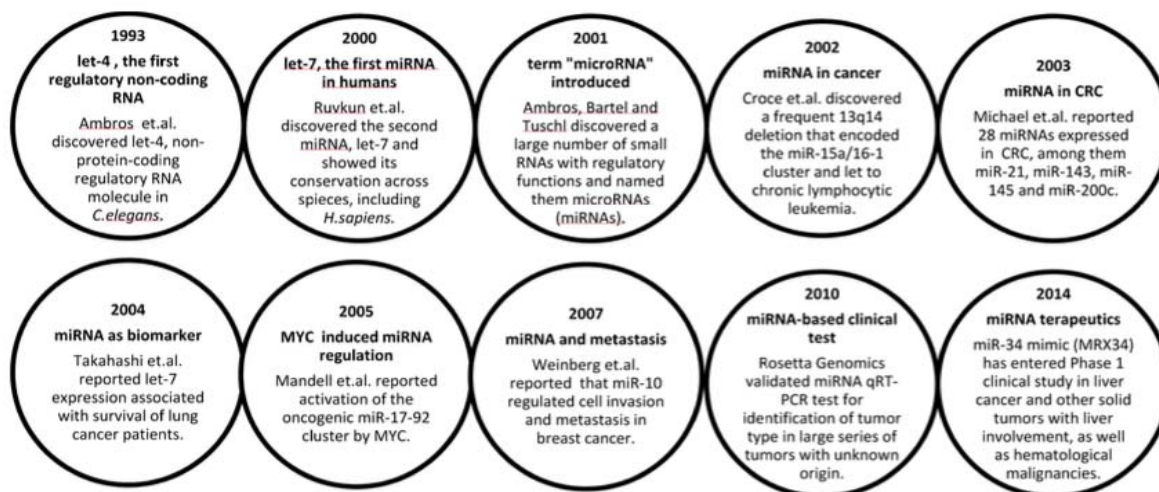 1993
let-4 , the first
regulatory non-coding
RNA
Ambros et.al.
discovered let-4, non-
protein-coding
regulatory RNA
molecule in
C.elegans.
2000
let-7, the first miRNA
in humans
Ruvkun et.al.
discovered the second
miRNA, let-7 and
showed its
conservation across
spieces, including
H.sapiens.
2001
term "microRNA"
introduced
Ambros, Bartel and
Tuschl discovered a
large number of small
RNAs with regulatory
functions and named
them microRNAs
(miRNAs).
2002
miRNA in cancer
Croce et.al. discovered
a frequent 13q14
deletion that encoded
the miR-15a/16-1
cluster and let to
chronic lymphocytic
leukemia.
2003
miRNA in CRC
Michael et.al. reported
28 miRNAs expressed
in CRC, among them
miR-21, miR-143, miR-
145 and miR-200c.
2004
miRNA as biomarker
Takahashi et.al.
reported let-7
expression associated
with survival of lung
cancer patients.
2005
MYC induced miRNA
regulation
Mandell et.al. reported
activation of the
oncogenic miR-17-92
cluster by MYC.
2007
miRNA and metastasis
Weinberg et.al.
reported that miR-10
regulated cell invasion
and metastasis in
breast cancer.
2010
miRNA-based clinical
test
Rosetta Genomics
validated miRNA qRT-
PCR test for
identification of tumor
type in large series of
tumors with unknown
origin.
2014
miRNA terapeutics
miR-34 mimic (MRX34)
has entered Phase 1
clinical study in liver
cancer and other solid
tumors with liver
involvement, as well
as hematological
malignancies.